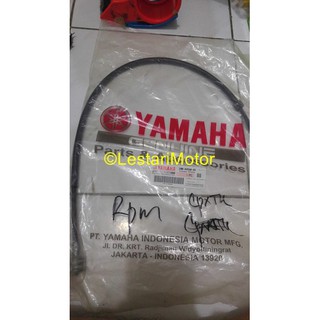 YAMAHA
GENUINE
Parts & Accessories
©LestariMotor
YAMAHA
Rpm
PT. YAMAHA INDONESIA MOTOR MFG.
JL. DR. KRT. Radjiman Widyodiningrat
JAKARTA - INDONESIA 13920